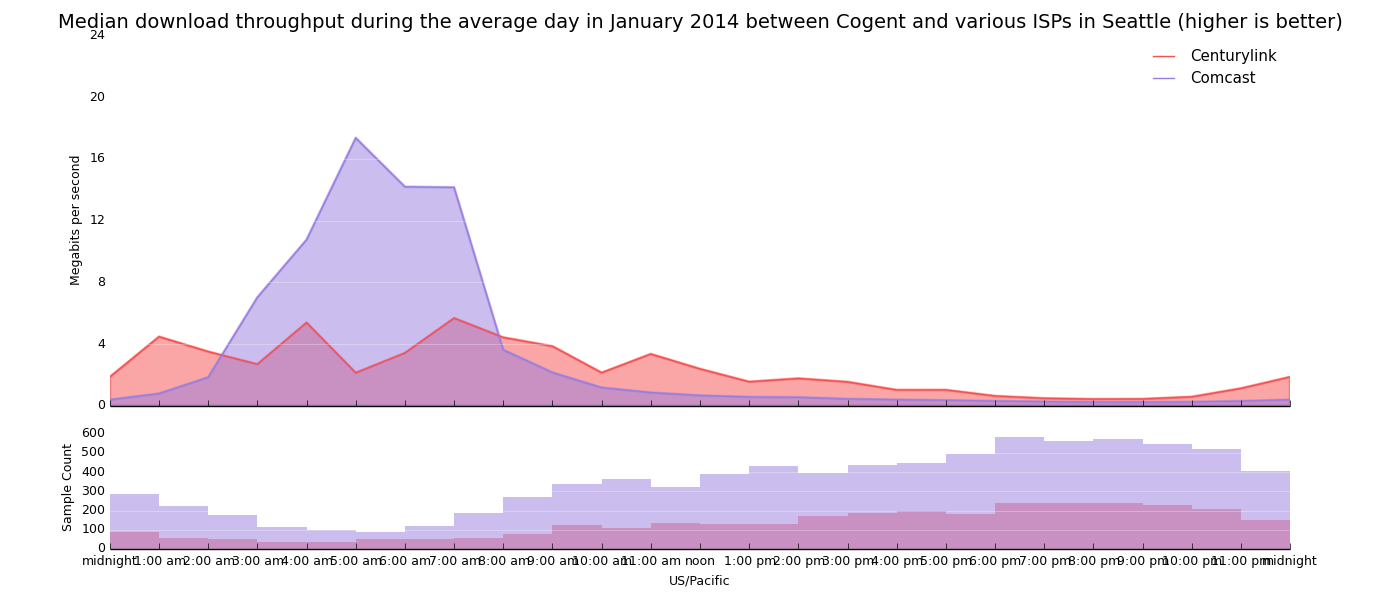 Median download throughput during the average day in January 2014 between Cogent and various ISPs in Seattle (higher is better)
24
Centurylink
Comcast
20
16
12
8
4
0
Megabits per second
600
500
400
300
200
100
0
Sample Count
midnight 1:00 am 2:00 am 3:00 am 4:00 am 5:00 am 6:00 am 7:00 am 8:00 am 9:00 am 10:00 am 11:00 am noon 1:00 pm 2:00 pm 3:00 pm 4:00 pm 5:00 pm 6:00 pm 7:00 pm 8:00 pm 9:00 pm 10:00 pm 11:00 pm midnight
US/Pacific